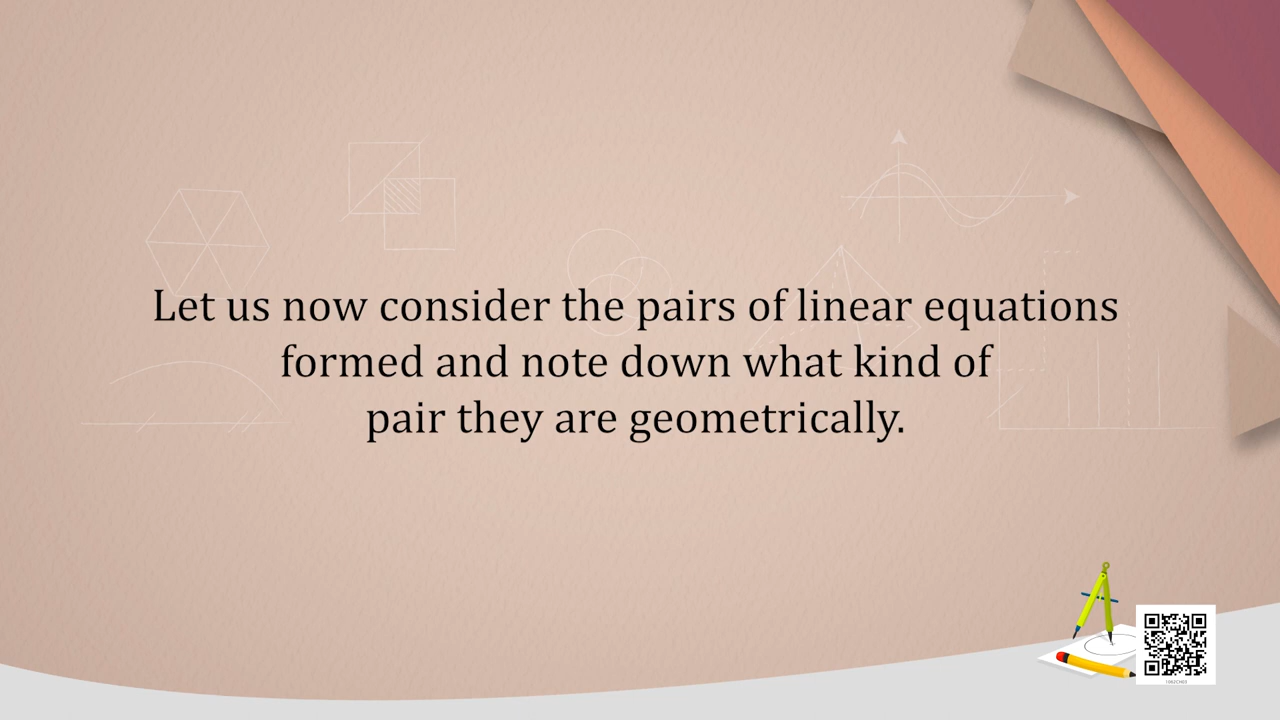 Let us now consider the pairs of linear equations
formed and note down what kind of
pair they are geometrically.